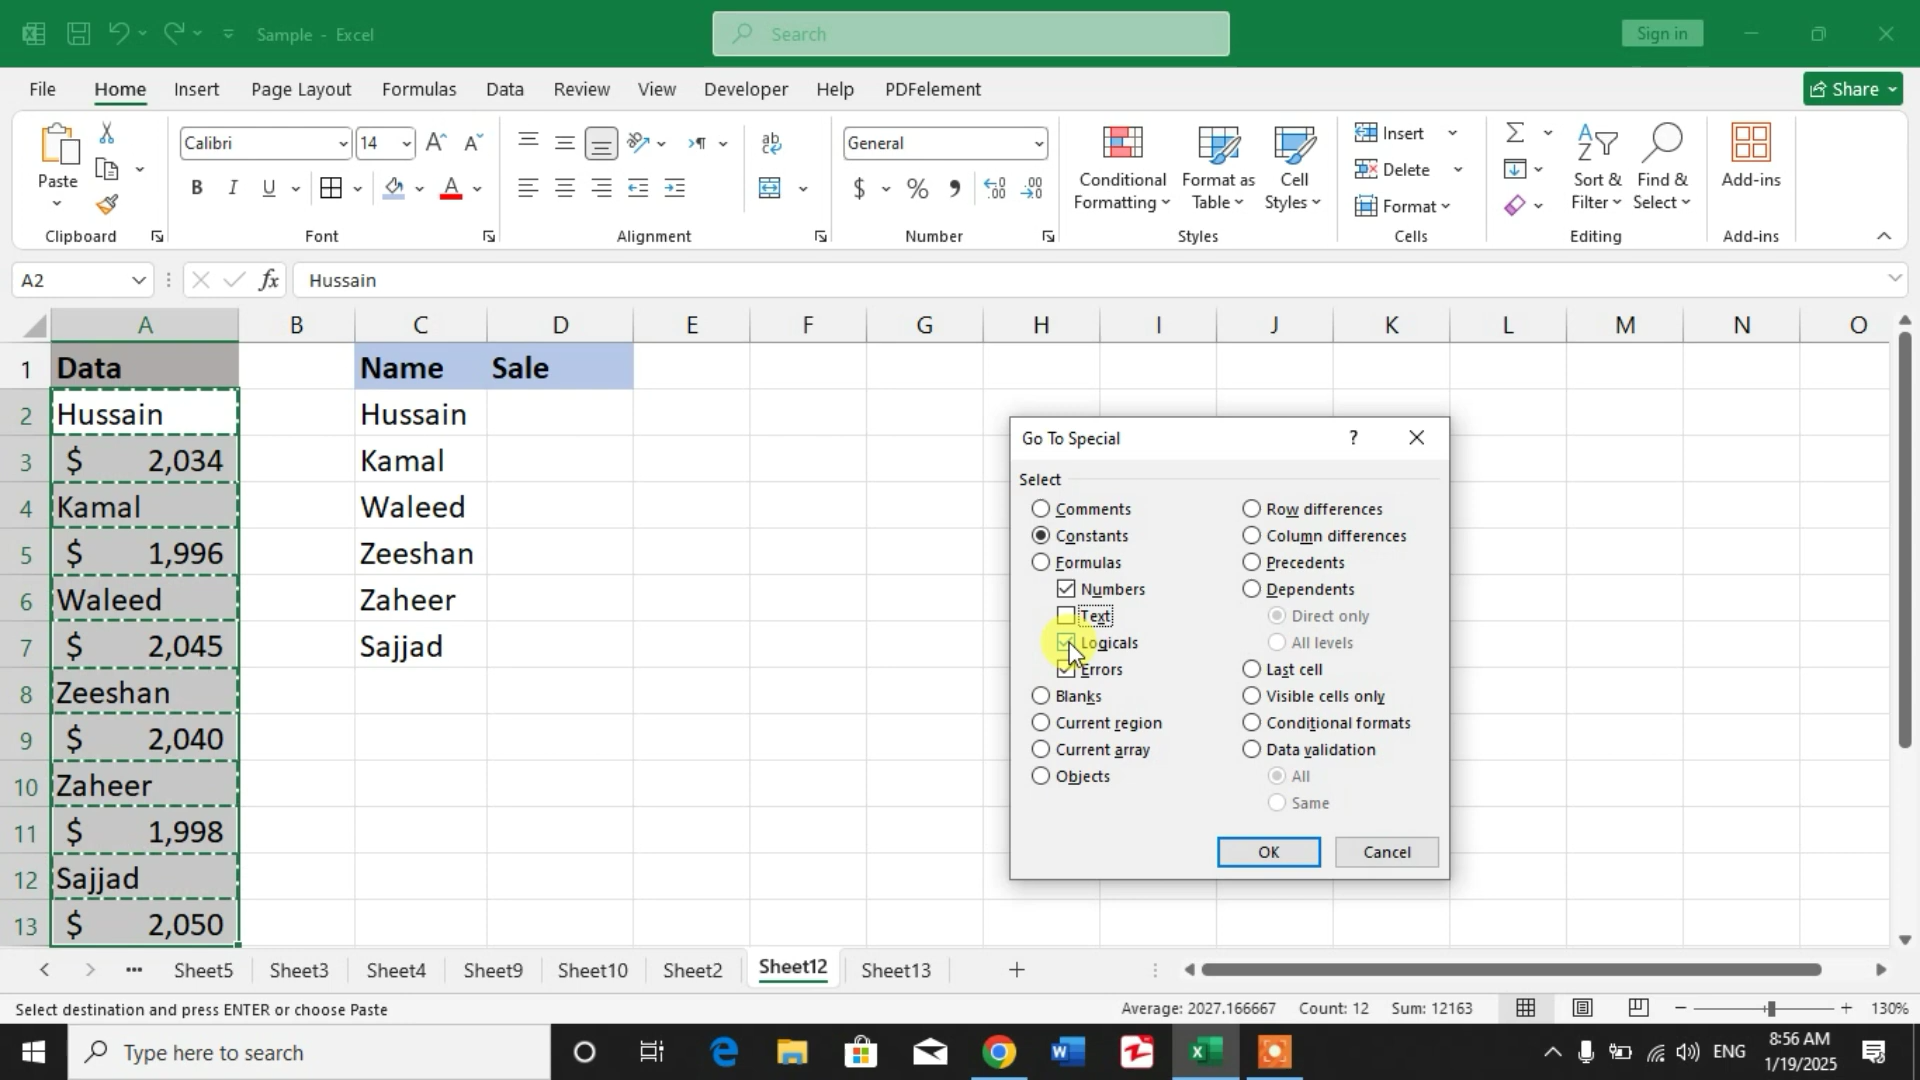 Sample - Excel
Search
Sign in
File Home Insert Page Layout Formulas Data Review View Developer Help PDFelement
Share
Paste
Calibri 14
B I U
A A
A
ab
General
$ % 9
Conditional Formatting
Format as Table
Cell Styles
Insert
Delete
Format
Sort & Filter
Find & Select
Add-ins
Clipboard Font Alignment Number Styles Cells Editing Add-ins
A2 fx Hussain
A B C D E F G H I J K L M N O
1 Data Name Sale
2 Hussain Hussain
3 $ 2,034 Kamal
4 Kamal Waleed
5 $ 1,996 Zeeshan
6 Waleed Zaheer
7 $ 2,045 Sajjad
8 Zeeshan
9 $ 2,040
10 Zaheer
11 $ 1,998
12 Sajjad
13 $ 2,050
Go To Special ?
Select
Comments Row differences
Constants Column differences
Formulas Precedents
Numbers Dependents
Text Direct only
Logicals All levels
Errors Last cell
Blanks Visible cells only
Current region Conditional formats
Current array Data validation
Objects All
Same
OK Cancel
Sheet5 Sheet3 Sheet4 Sheet9 Sheet10 Sheet2 Sheet12 Sheet13
Select destination and press ENTER or choose Paste Average: 2027.166667 Count: 12 Sum: 12163 130%
Type here to search
ENG
8:56 AM
1/19/2025